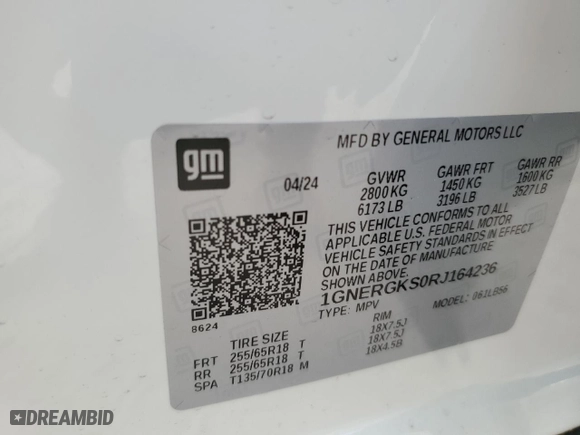 gm
MFD BY GENERAL MOTORS LLC
04/24 GVWR GAWR FRT GAWR RR
2800 KG 1450 KG 1600 KG
6173 LB 3196 LB 3527 LB
THIS VEHICLE CONFORMS TO ALL
APPLICABLE U.S. FEDERAL MOTOR
VEHICLE SAFETY STANDARDS IN EFFECT
ON THE DATE OF MANUFACTURE
1GNERGKS0RJ164236
TYPE: MPV MODEL: 061LB56
8624
TIRE SIZE RIM
FRT 255/65R18 T 18X7.5J
RR 255/65R18 T 18X7.5J
SPA T135/70R18 M 18X4.5B
DREAMBID